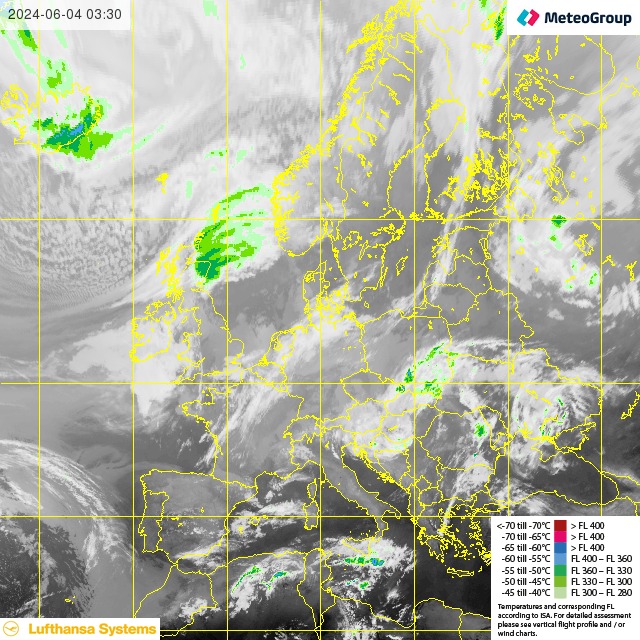 2024-06-04 03:30
MeteoGroup
<-70 till -70°C > FL 400
-70 till -65°C > FL 400
-65 till -60°C > FL 400
-60 till -55°C FL 400 - FL 360
-55 till -50°C FL 360 - FL 330
-50 till -45°C FL 330 - FL 300
-45 till -40°C FL 300 - FL 280
Temperatures and corresponding FL
according to ISA. For detailed assessment
please see vertical flight profile and / or
wind charts.
Lufthansa Systems